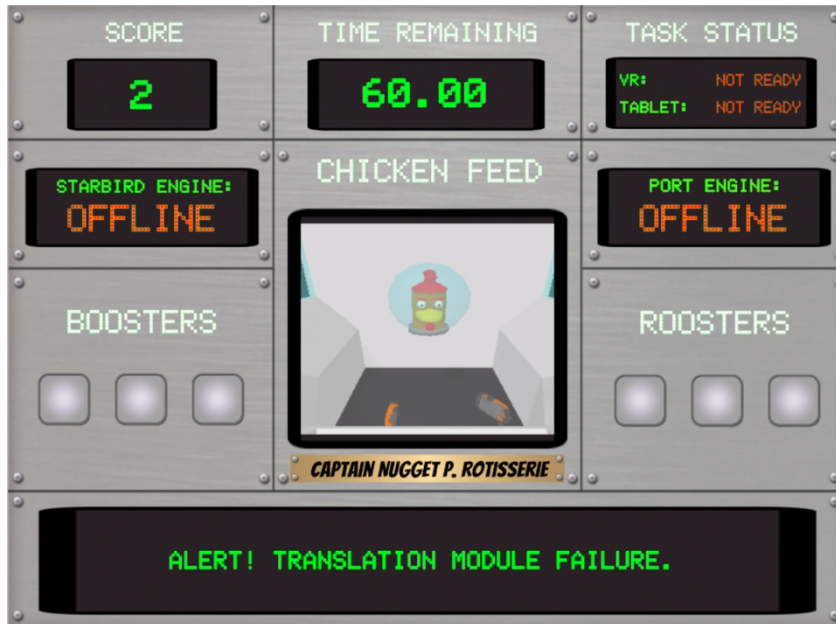 SCORE
2
TIME REMAINING
60.00
TASK STATUS
VR: NOT READY
TABLET: NOT READY
STARBIRD ENGINE:
OFFLINE
CHICKEN FEED
PORT ENGINE:
OFFLINE
BOOSTERS
ROOSTERS
CAPTAIN NUGGET P. ROTISSERIE
ALERT! TRANSLATION MODULE FAILURE.